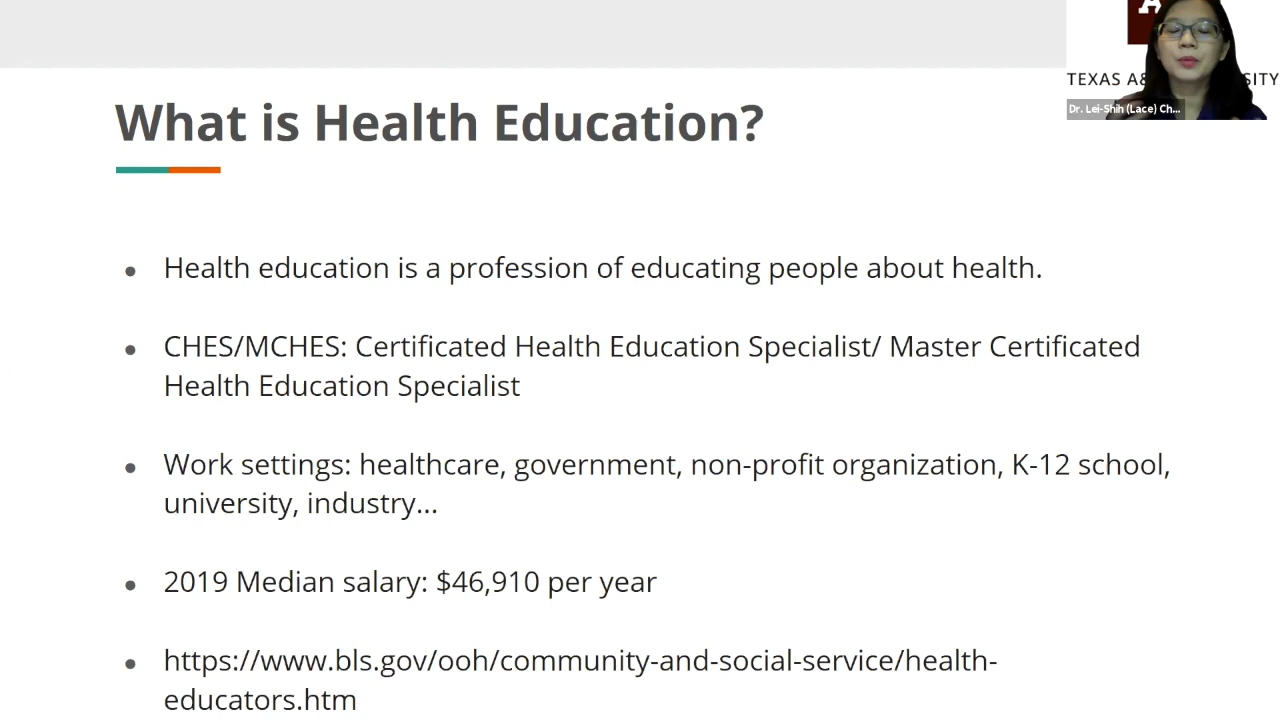 A
TEXAS A& SITY
Dr. Lei-Shih (Lace) Ch...
What is Health Education?
• Health education is a profession of educating people about health.
• CHES/MCHES: Certificated Health Education Specialist/ Master Certificated
Health Education Specialist
• Work settings: healthcare, government, non-profit organization, K-12 school,
university, industry...
• 2019 Median salary: $46,910 per year
• https://www.bls.gov/ooh/community-and-social-service/health-
educators.htm